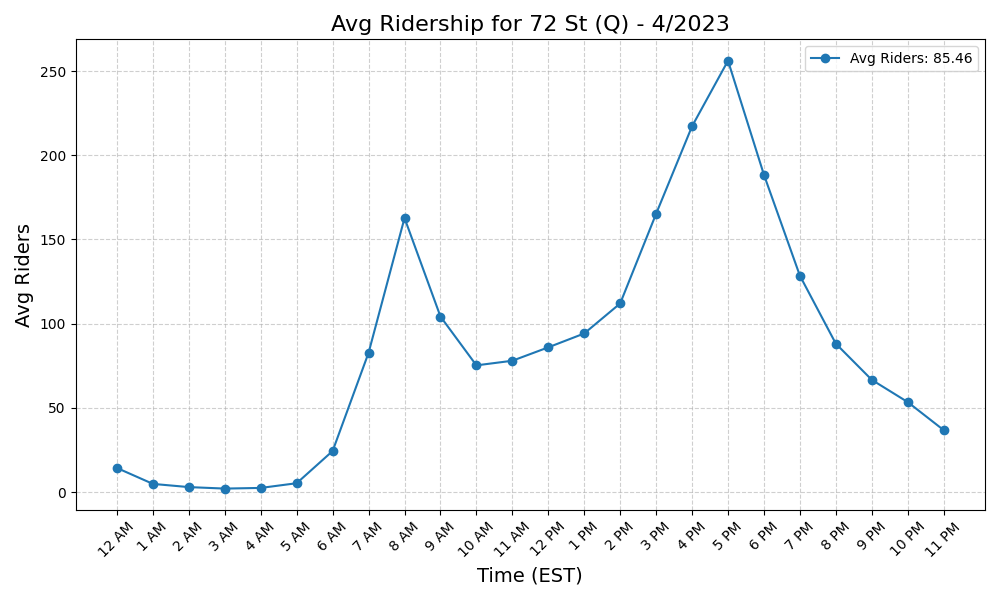 Avg Ridership for 72 St (Q) - 4/2023
Avg Riders: 85.46
Avg Riders
250
200
150
100
50
0
12 AM
1 AM
2 AM
3 AM
4 AM
5 AM
6 AM
7 AM
8 AM
9 AM
10 AM
11 AM
12 PM
1 PM
2 PM
3 PM
4 PM
5 PM
6 PM
7 PM
8 PM
9 PM
10 PM
11 PM
Time (EST)